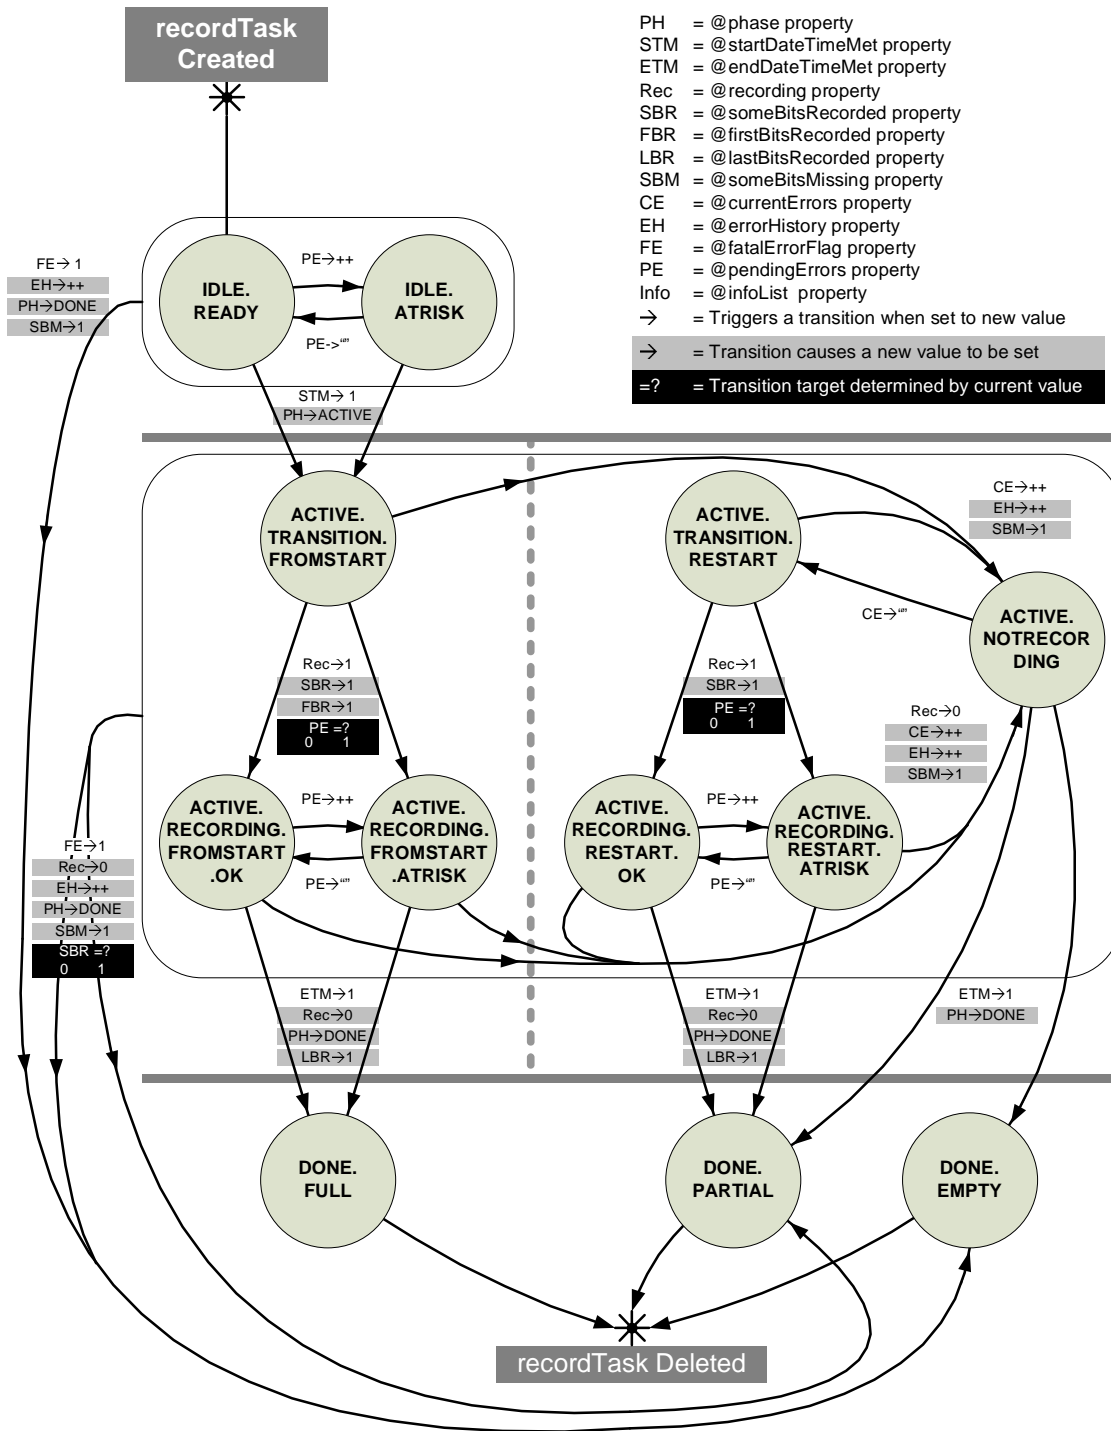 recordTask
Created
PH = @phase property
STM = @startDateTimeMet property
ETM = @endDateTimeMet property
Rec = @recording property
SBR = @someBitsRecorded property
FBR = @firstBitsRecorded property
LBR = @lastBitsRecorded property
SBM = @someBitsMissing property
CE = @currentErrors property
EH = @errorHistory property
FE = @fatalErrorFlag property
PE = @pendingErrors property
Info = @infoList property
→ = Triggers a transition when set to new value
→ = Transition causes a new value to be set
=? = Transition target determined by current value
FE→ 1
EH→++
PH→DONE
SBM→1
IDLE.
READY
PE→++
PE->“”
IDLE.
ATRISK
STM→ 1
PH→ACTIVE
ACTIVE.
TRANSITION.
FROMSTART
ACTIVE.
TRANSITION.
RESTART
CE→++
EH→++
SBM→1
CE→“”
ACTIVE.
NOTRECOR
DING
Rec→1
SBR→1
FBR→1
PE =?
0 1
Rec→1
SBR→1
PE =?
0 1
Rec→0
CE→++
EH→++
SBM→1
ACTIVE.
RECORDING.
FROMSTART
.OK
PE→++
PE→“”
ACTIVE.
RECORDING.
FROMSTART
.ATRISK
ACTIVE.
RECORDING.
RESTART.
OK
PE→++
PE→“”
ACTIVE.
RECORDING.
RESTART.
ATRISK
FE→1
Rec→0
EH→++
PH→DONE
SBM→1
SBR =?
0 1
ETM→1
Rec→0
PH→DONE
LBR→1
ETM→1
Rec→0
PH→DONE
LBR→1
ETM→1
PH→DONE
DONE.
FULL
DONE.
PARTIAL
DONE.
EMPTY
recordTask Deleted